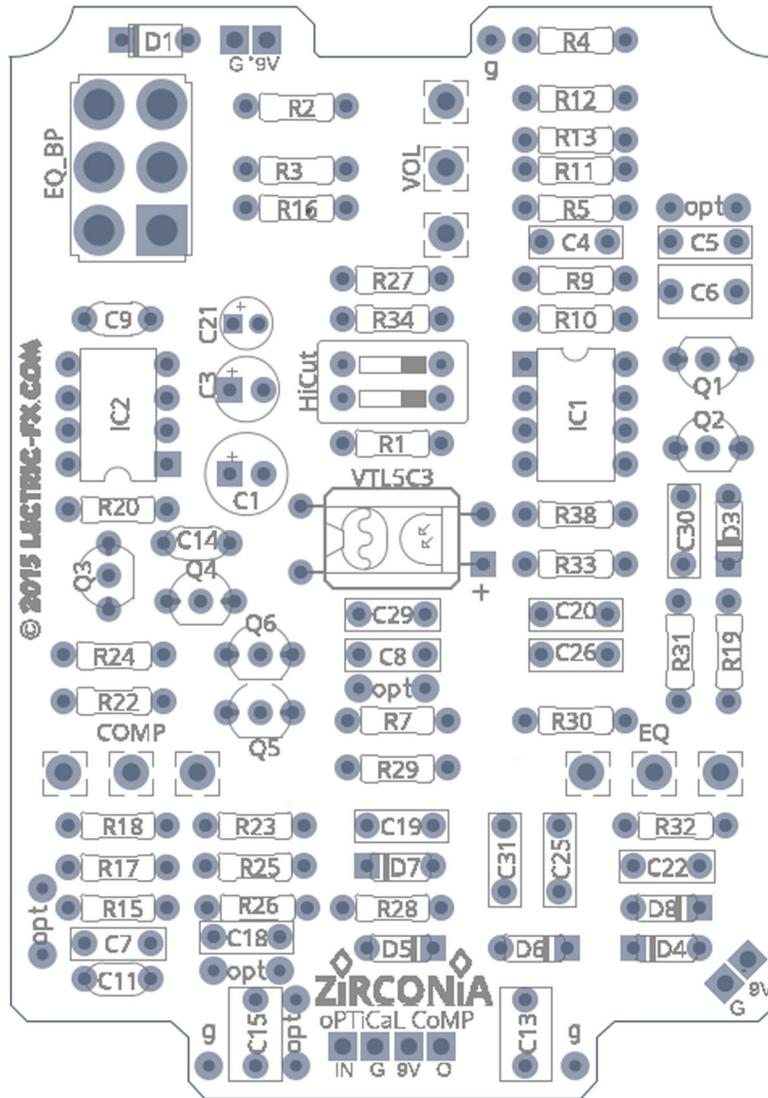 D1
G 9V
g
R4
R2
R12
R13
EQ_BP
VOL
R3
R11
R16
R5
opt
C4
C5
R27
R9
C6
C9
C21
R34
R10
HiCut
C3
Q1
IC2
IC1
Q2
R1
VTL5C3
C1
R20
R38
C30
D3
© 2015 LECTRIC-FX.COM
C14
Q3
Q4
R33
+
C29
C20
Q6
R24
C8
C26
R31
R19
opt
R22
R7
R30
COMP
Q5
EQ
R29
R18
R23
C19
C31
C25
R32
R17
R25
D7
C22
opt
R15
R26
R28
D8
C7
C18
D5
D6
D4
C11
opt
ZiRCONiA
G 9V
oPTiCaL CoMP
g
C15
opt
C13
g
IN G 9V O